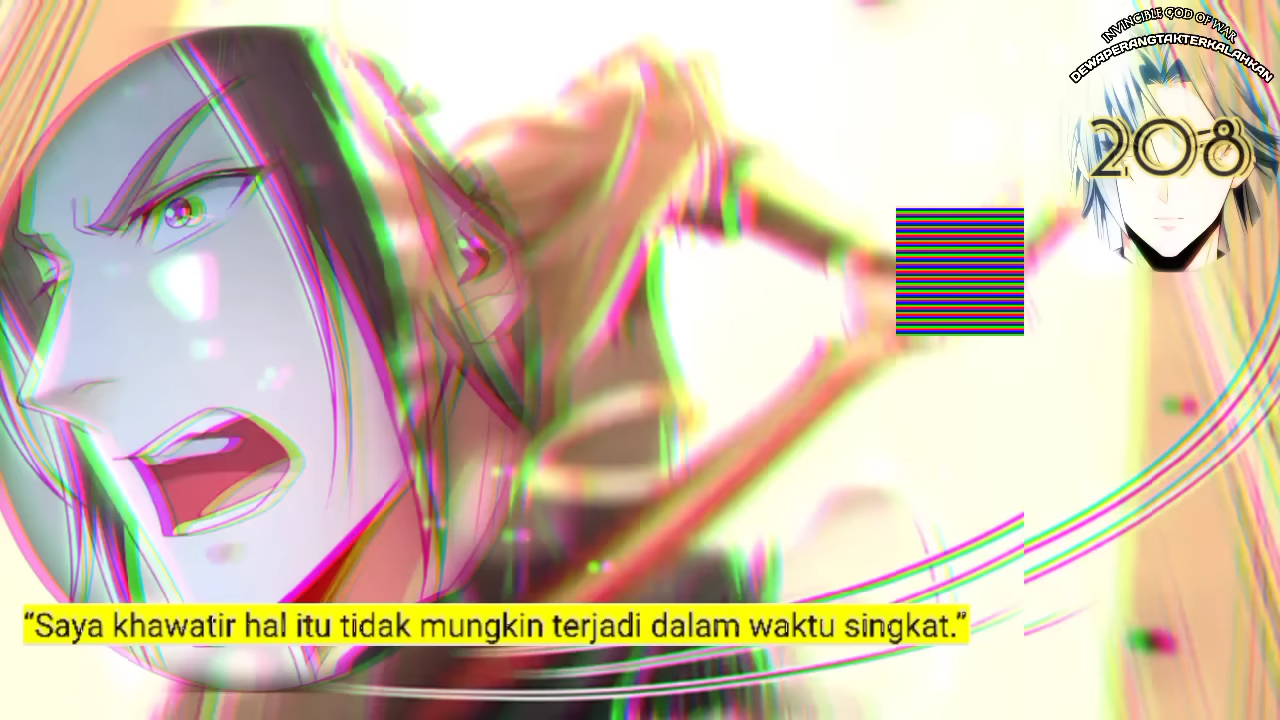 INVINCIBLE GOD OF WAR
DEWAPERANGTAKTERKALAHKAN
208
“Saya khawatir hal itu tidak mungkin terjadi dalam waktu singkat.”